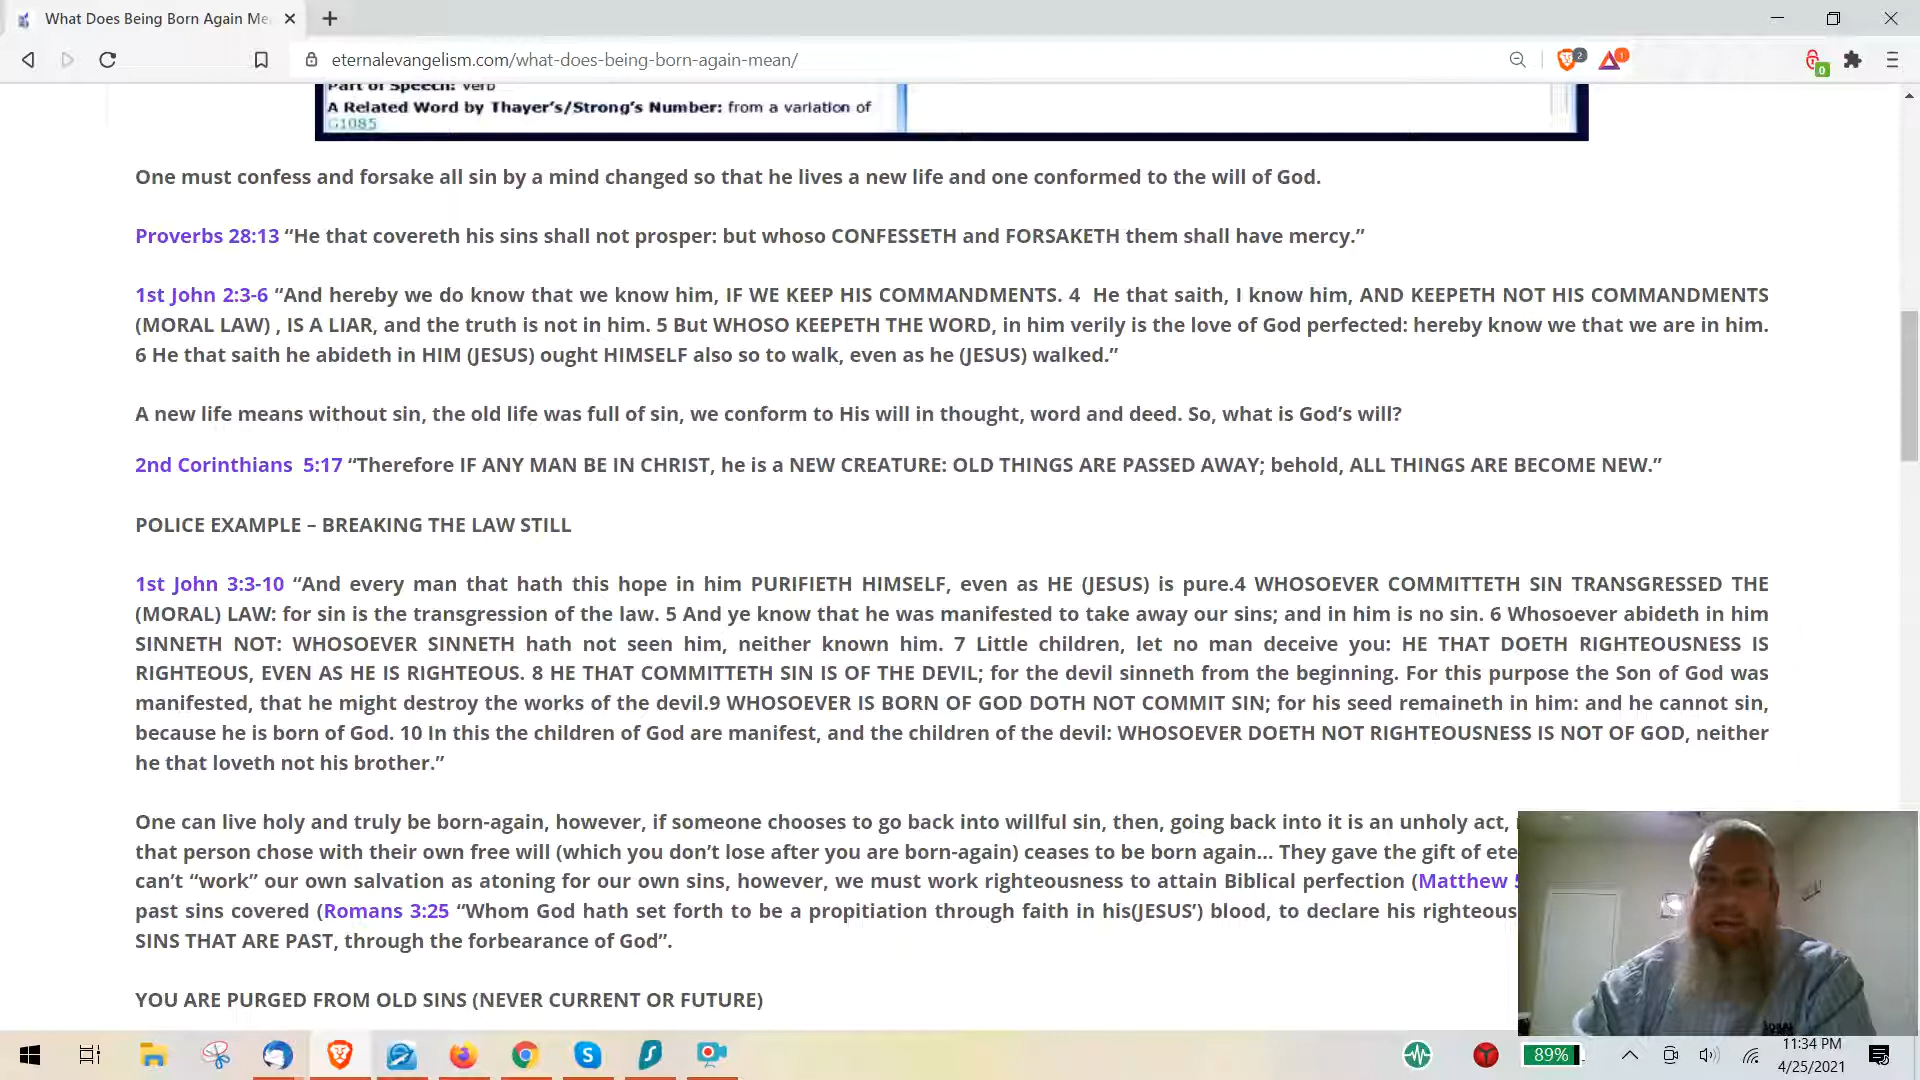 What Does Being Born Again Me
eternalevangelism.com/what-does-being-born-again-mean/
2
1
0
Part of Speech: verb
A Related Word by Thayer's/Strong's Number: from a variation of
G1085
One must confess and forsake all sin by a mind changed so that he lives a new life and one conformed to the will of God.
Proverbs 28:13 “He that covereth his sins shall not prosper: but whoso CONFESSETH and FORSAKETH them shall have mercy.”
1st John 2:3-6 “And hereby we do know that we know him, IF WE KEEP HIS COMMANDMENTS. 4 He that saith, I know him, AND KEEPETH NOT HIS COMMANDMENTS
(MORAL LAW) , IS A LIAR, and the truth is not in him. 5 But WHOSO KEEPETH THE WORD, in him verily is the love of God perfected: hereby know we that we are in him.
6 He that saith he abideth in HIM (JESUS) ought HIMSELF also so to walk, even as he (JESUS) walked.”
A new life means without sin, the old life was full of sin, we conform to His will in thought, word and deed. So, what is God’s will?
2nd Corinthians 5:17 “Therefore IF ANY MAN BE IN CHRIST, he is a NEW CREATURE: OLD THINGS ARE PASSED AWAY; behold, ALL THINGS ARE BECOME NEW.”
POLICE EXAMPLE – BREAKING THE LAW STILL
1st John 3:3-10 “And every man that hath this hope in him PURIFIETH HIMSELF, even as HE (JESUS) is pure.4 WHOSOEVER COMMITTETH SIN TRANSGRESSED THE
(MORAL) LAW: for sin is the transgression of the law. 5 And ye know that he was manifested to take away our sins; and in him is no sin. 6 Whosoever abideth in him
SINNETH NOT: WHOSOEVER SINNETH hath not seen him, neither known him. 7 Little children, let no man deceive you: HE THAT DOETH RIGHTEOUSNESS IS
RIGHTEOUS, EVEN AS HE IS RIGHTEOUS. 8 HE THAT COMMITTETH SIN IS OF THE DEVIL; for the devil sinneth from the beginning. For this purpose the Son of God was
manifested, that he might destroy the works of the devil.9 WHOSOEVER IS BORN OF GOD DOTH NOT COMMIT SIN; for his seed remaineth in him: and he cannot sin,
because he is born of God. 10 In this the children of God are manifest, and the children of the devil: WHOSOEVER DOETH NOT RIGHTEOUSNESS IS NOT OF GOD, neither
he that loveth not his brother.”
One can live holy and truly be born-again, however, if someone chooses to go back into willful sin, then, going back into it is an unholy act,
that person chose with their own free will (which you don’t lose after you are born-again) ceases to be born again… They gave the gift of ete
can’t “work” our own salvation as atoning for our own sins, however, we must work righteousness to attain Biblical perfection (Matthew 5
past sins covered (Romans 3:25 “Whom God hath set forth to be a propitiation through faith in his(JESUS’) blood, to declare his righteous
SINS THAT ARE PAST, through the forbearance of God”.
YOU ARE PURGED FROM OLD SINS (NEVER CURRENT OR FUTURE)
89%
11:34 PM
4/25/2021